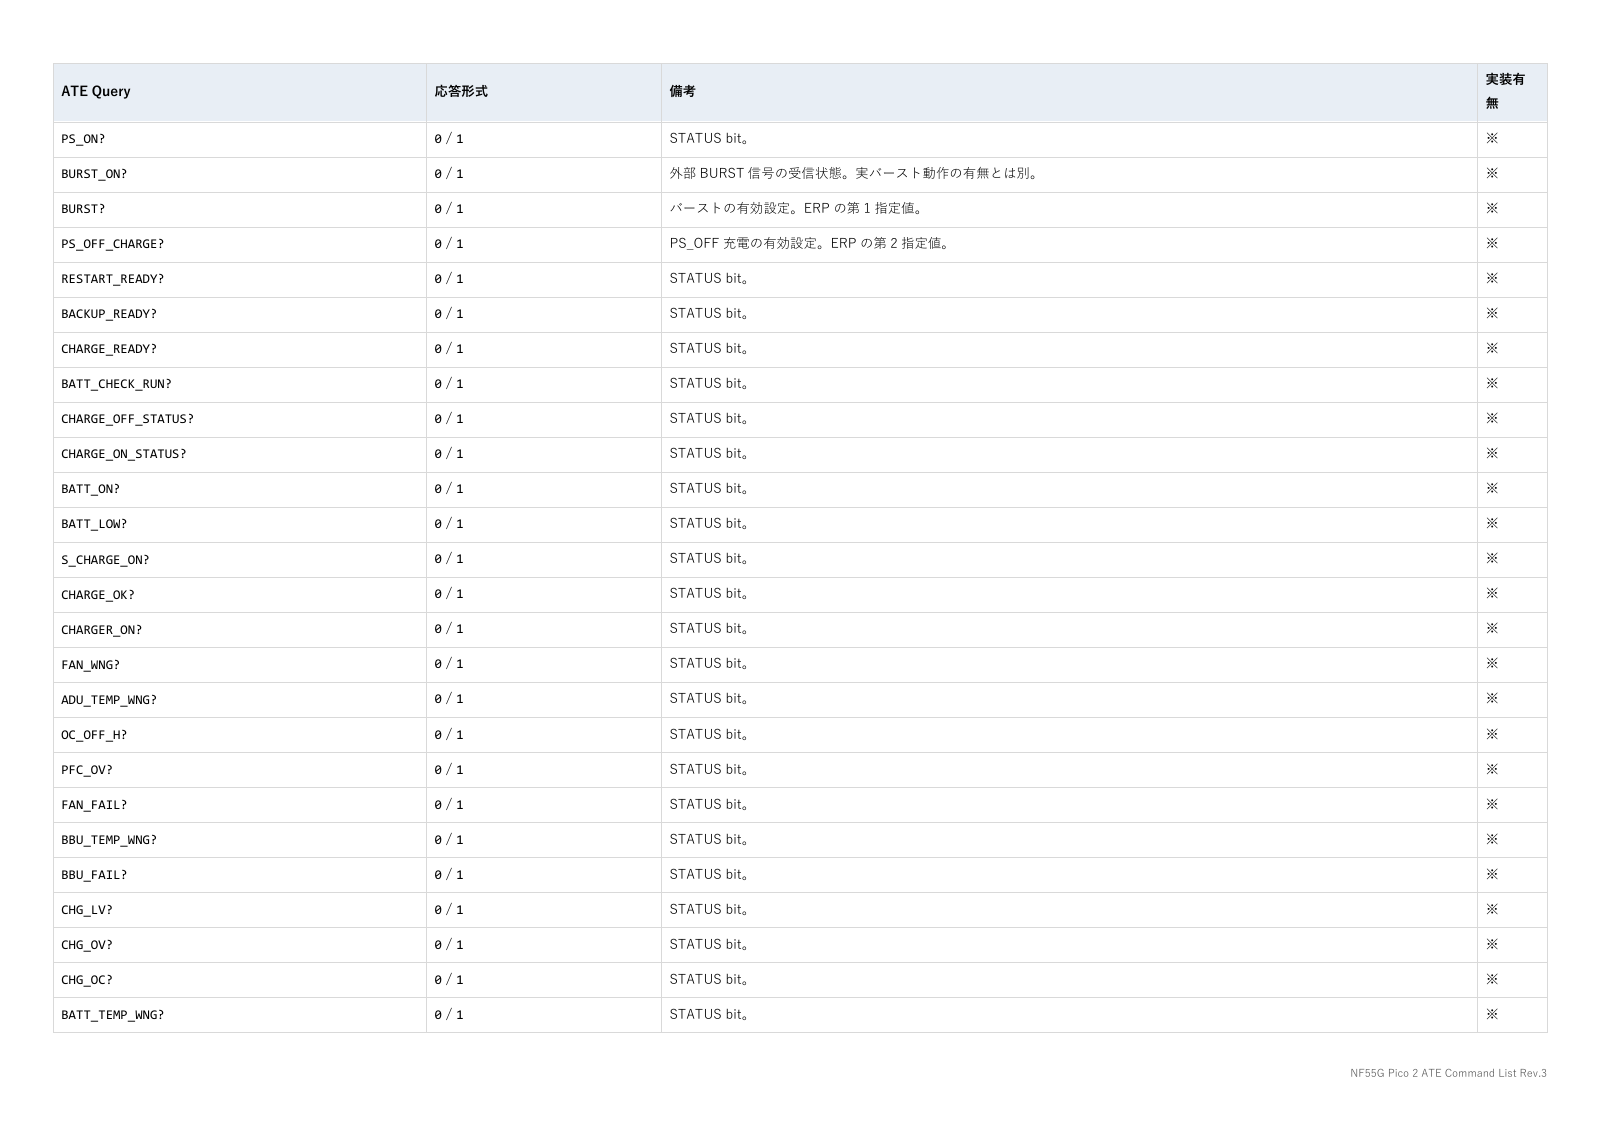 ATE Query 応答形式 備考 実装有
無
PS_ON? 0 / 1 STATUS bit。 ※
BURST_ON? 0 / 1 外部 BURST 信号の受信状態。実バースト動作の有無とは別。 ※
BURST? 0 / 1 バーストの有効設定。ERP の第 1 指定値。 ※
PS_OFF_CHARGE? 0 / 1 PS_OFF 充電の有効設定。ERP の第 2 指定値。 ※
RESTART_READY? 0 / 1 STATUS bit。 ※
BACKUP_READY? 0 / 1 STATUS bit。 ※
CHARGE_READY? 0 / 1 STATUS bit。 ※
BATT_CHECK_RUN? 0 / 1 STATUS bit。 ※
CHARGE_OFF_STATUS? 0 / 1 STATUS bit。 ※
CHARGE_ON_STATUS? 0 / 1 STATUS bit。 ※
BATT_ON? 0 / 1 STATUS bit。 ※
BATT_LOW? 0 / 1 STATUS bit。 ※
S_CHARGE_ON? 0 / 1 STATUS bit。 ※
CHARGE_OK? 0 / 1 STATUS bit。 ※
CHARGER_ON? 0 / 1 STATUS bit。 ※
FAN_WNG? 0 / 1 STATUS bit。 ※
ADU_TEMP_WNG? 0 / 1 STATUS bit。 ※
OC_OFF_H? 0 / 1 STATUS bit。 ※
PFC_OV? 0 / 1 STATUS bit。 ※
FAN_FAIL? 0 / 1 STATUS bit。 ※
BBU_TEMP_WNG? 0 / 1 STATUS bit。 ※
BBU_FAIL? 0 / 1 STATUS bit。 ※
CHG_LV? 0 / 1 STATUS bit。 ※
CHG_OV? 0 / 1 STATUS bit。 ※
CHG_OC? 0 / 1 STATUS bit。 ※
BATT_TEMP_WNG? 0 / 1 STATUS bit。 ※
NF55G Pico 2 ATE Command List Rev.3